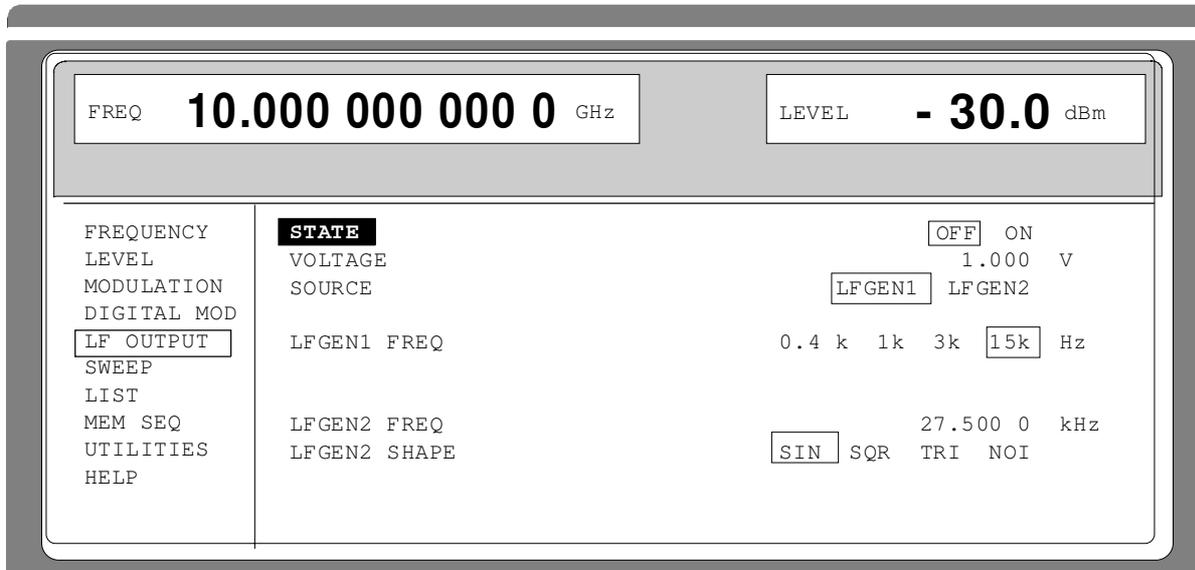 FREQ 10.000 000 000 0 GHz LEVEL - 30.0 dBm
FREQUENCY STATE OFF ON
LEVEL VOLTAGE 1.000 V
MODULATION SOURCE LFGEN1 LFGEN2
DIGITAL MOD
LF OUTPUT LFGEN1 FREQ 0.4 k 1k 3k 15k Hz
SWEEP
LIST
MEM SEQ LFGEN2 FREQ 27.500 0 kHz
UTILITIES LFGEN2 SHAPE SIN SQR TRI NOI
HELP